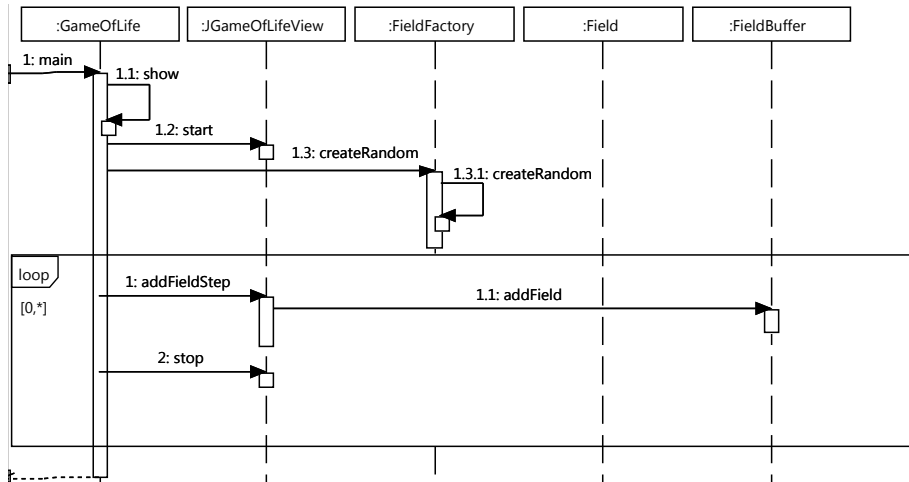 :GameOfLife
:JGameOfLifeView
:FieldFactory
:Field
:FieldBuffer
1: main
1.1: show
1.2: start
1.3: createRandom
1.3.1: createRandom
loop
[0,*]
1: addFieldStep
1.1: addField
2: stop